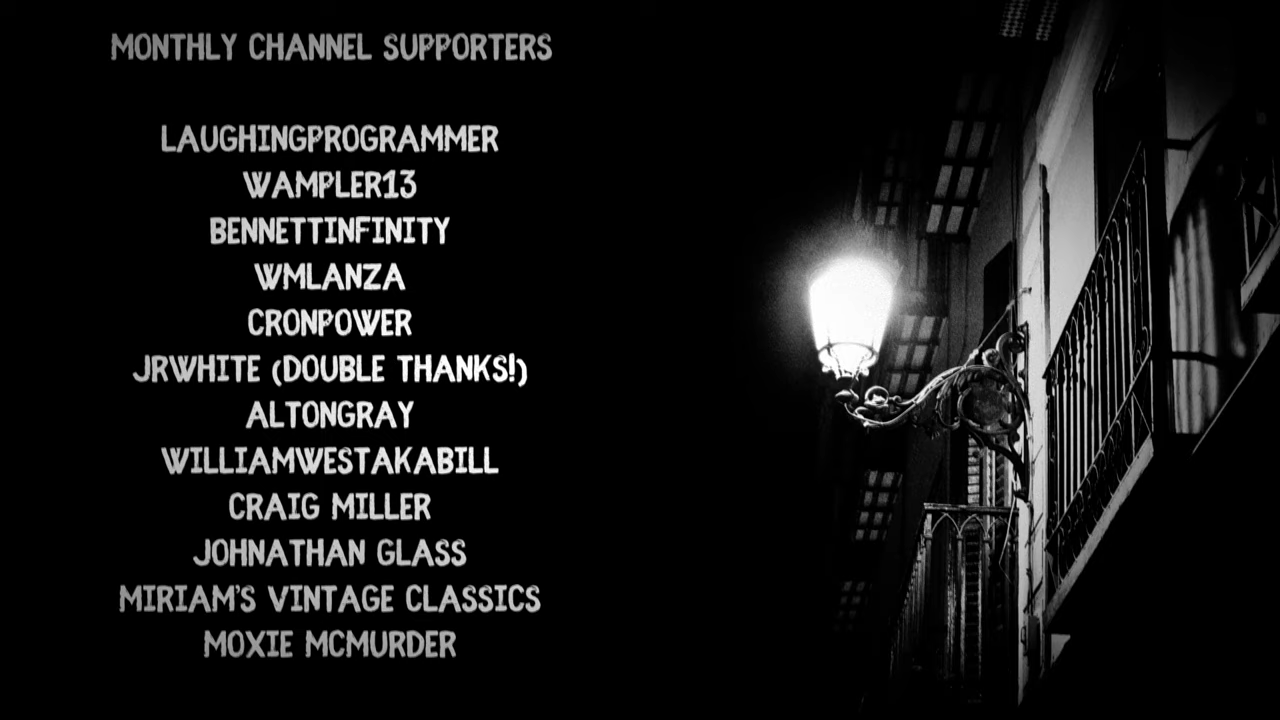 MONTHLY CHANNEL SUPPORTERS
LAUGHINGPROGRAMMER
WAMPLER13
BENNETTINFINITY
WMLANZA
CRONPOWER
JRWHITE (DOUBLE THANKS!)
ALTONGRAY
WILLIAMWESTAKABILL
CRAIG MILLER
JOHNATHAN GLASS
MIRIAM'S VINTAGE CLASSICS
MOXIE MCMURDER